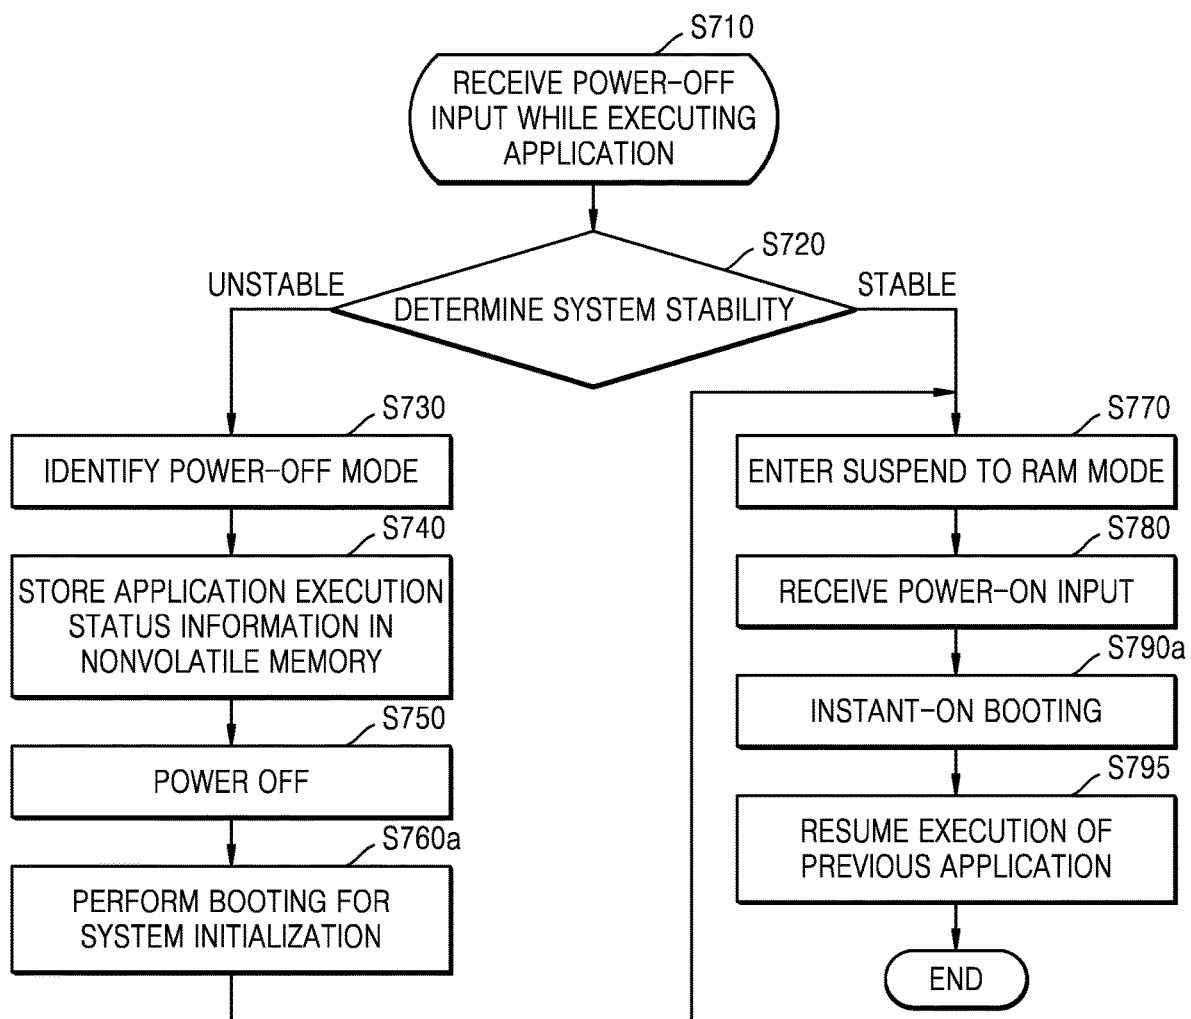 S710
RECEIVE POWER-OFF
INPUT WHILE EXECUTING
APPLICATION
S720
UNSTABLE
STABLE
DETERMINE SYSTEM STABILITY
S730
IDENTIFY POWER-OFF MODE
S740
STORE APPLICATION EXECUTION
STATUS INFORMATION IN
NONVOLATILE MEMORY
S750
POWER OFF
S760a
PERFORM BOOTING FOR
SYSTEM INITIALIZATION
S770
ENTER SUSPEND TO RAM MODE
S780
RECEIVE POWER-ON INPUT
S790a
INSTANT-ON BOOTING
S795
RESUME EXECUTION OF
PREVIOUS APPLICATION
END